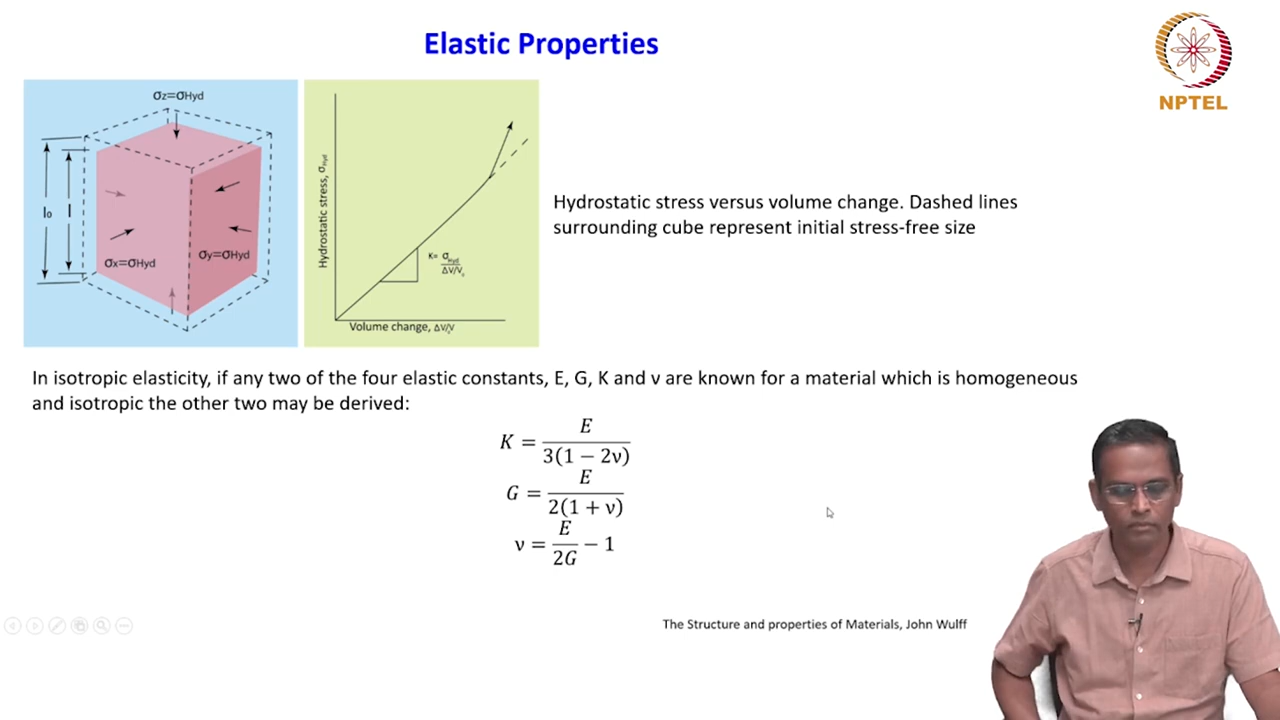 Elastic Properties
NPTEL
σz=σHyd
l₀
l
σx=σHyd
σy=σHyd
Hydrostatic stress, σHyd
K= σHyd / ΔV/V₀
Volume change, ΔV/V₀
Hydrostatic stress versus volume change. Dashed lines
surrounding cube represent initial stress-free size
In isotropic elasticity, if any two of the four elastic constants, E, G, K and ν are known for a material which is homogeneous
and isotropic the other two may be derived:
K = E / 3(1 − 2ν)
G = E / 2(1 + ν)
ν = E / 2G − 1
The Structure and properties of Materials, John Wulff